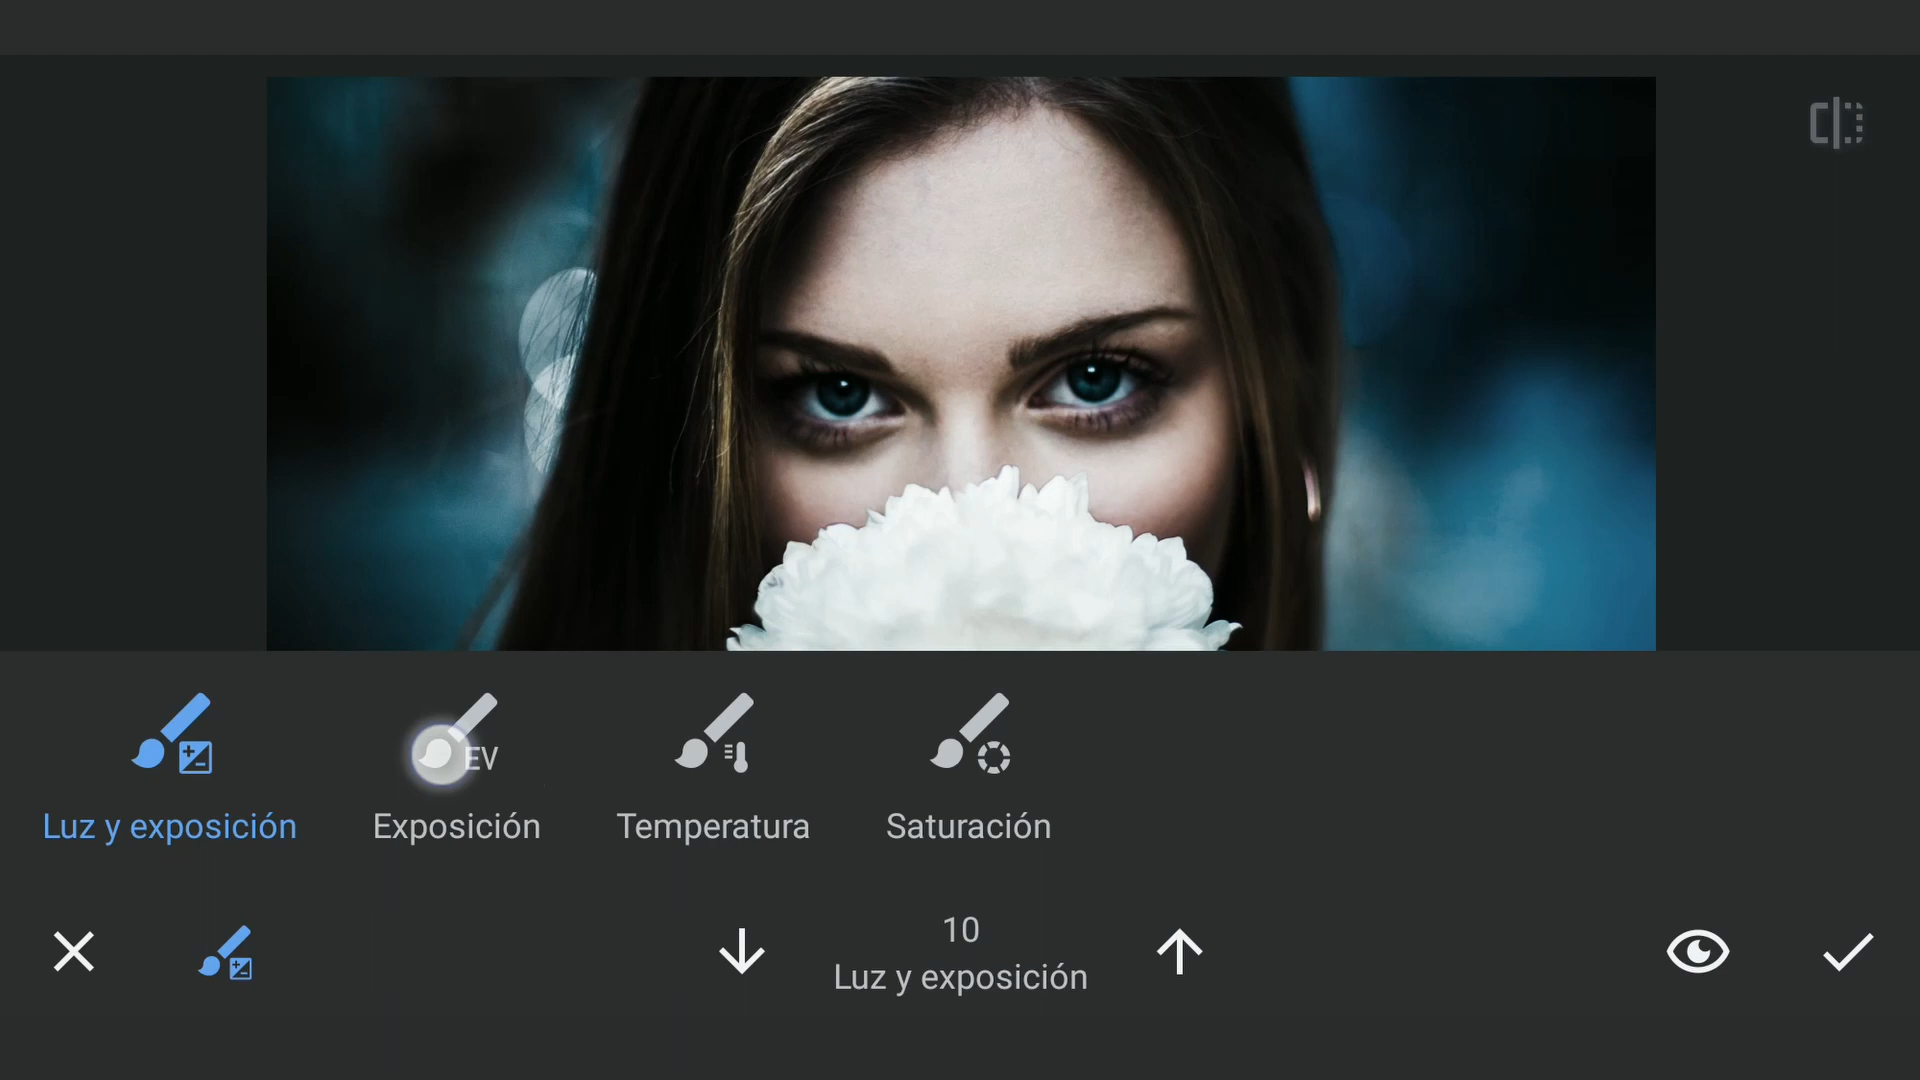 EV
Luz y exposición
Exposición
Temperatura
Saturación
10
Luz y exposición